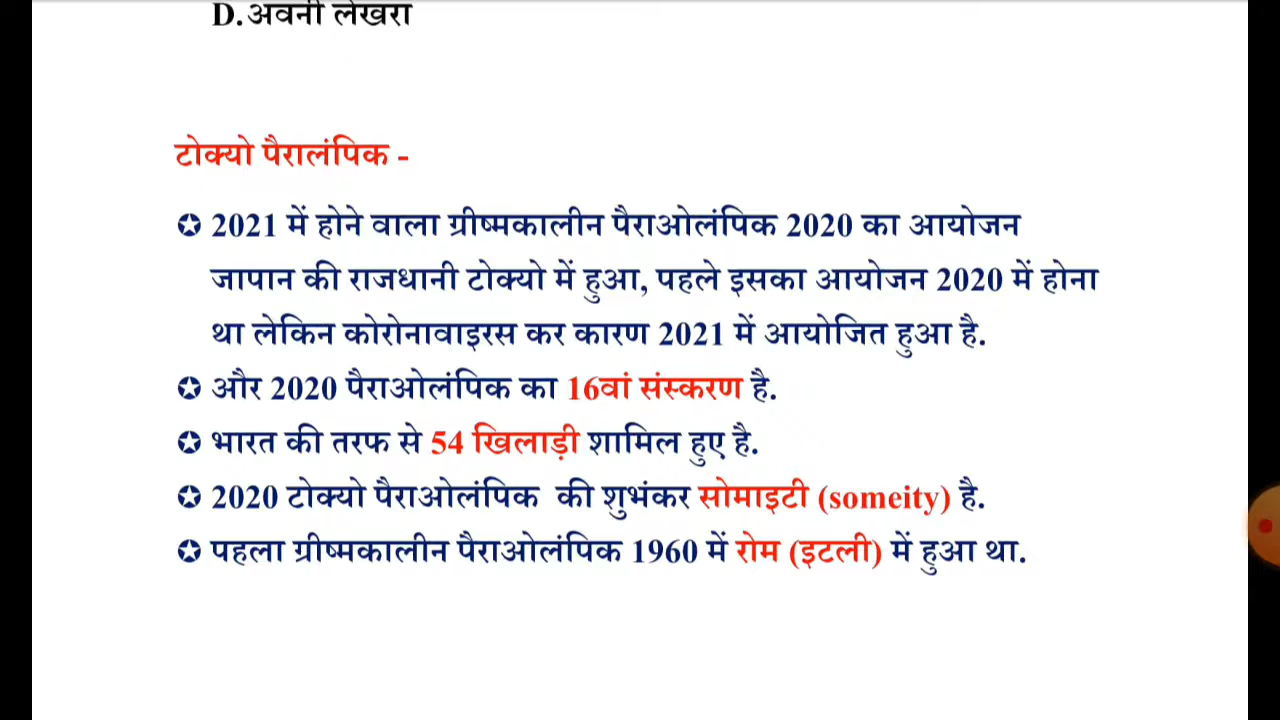 D.अवनी लेखरा
टोक्यो पैरालंपिक -
✪ 2021 में होने वाला ग्रीष्मकालीन पैराओलंपिक 2020 का आयोजन
जापान की राजधानी टोक्यो में हुआ, पहले इसका आयोजन 2020 में होना
था लेकिन कोरोनावाइरस कर कारण 2021 में आयोजित हुआ है.
✪ और 2020 पैराओलंपिक का 16वां संस्करण है.
✪ भारत की तरफ से 54 खिलाड़ी शामिल हुए है.
✪ 2020 टोक्यो पैराओलंपिक की शुभंकर सोमाइटी (someity) है.
✪ पहला ग्रीष्मकालीन पैराओलंपिक 1960 में रोम (इटली) में हुआ था.